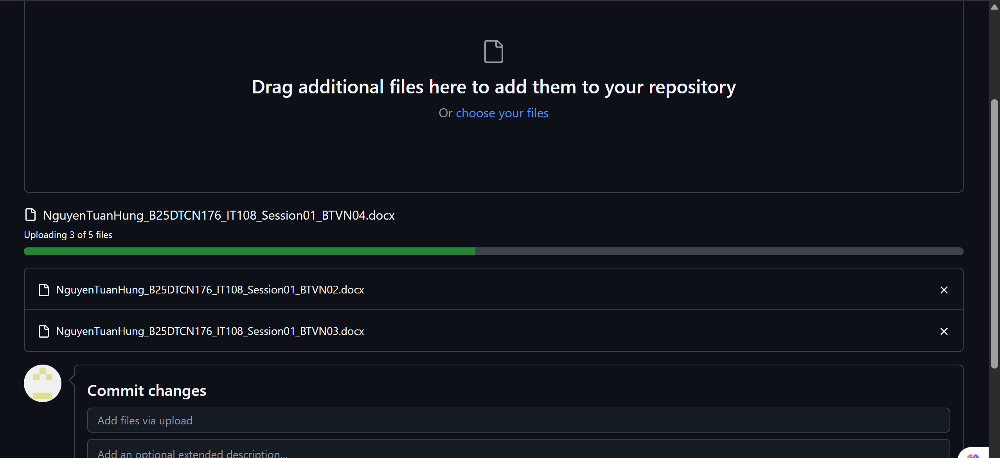 Drag additional files here to add them to your repository
Or choose your files
NguyenTuanHung_B25DTCN176_IT108_Session01_BTVN04.docx
Uploading 3 of 5 files
NguyenTuanHung_B25DTCN176_IT108_Session01_BTVN02.docx
NguyenTuanHung_B25DTCN176_IT108_Session01_BTVN03.docx
Commit changes
Add files via upload
Add an optional extended description...